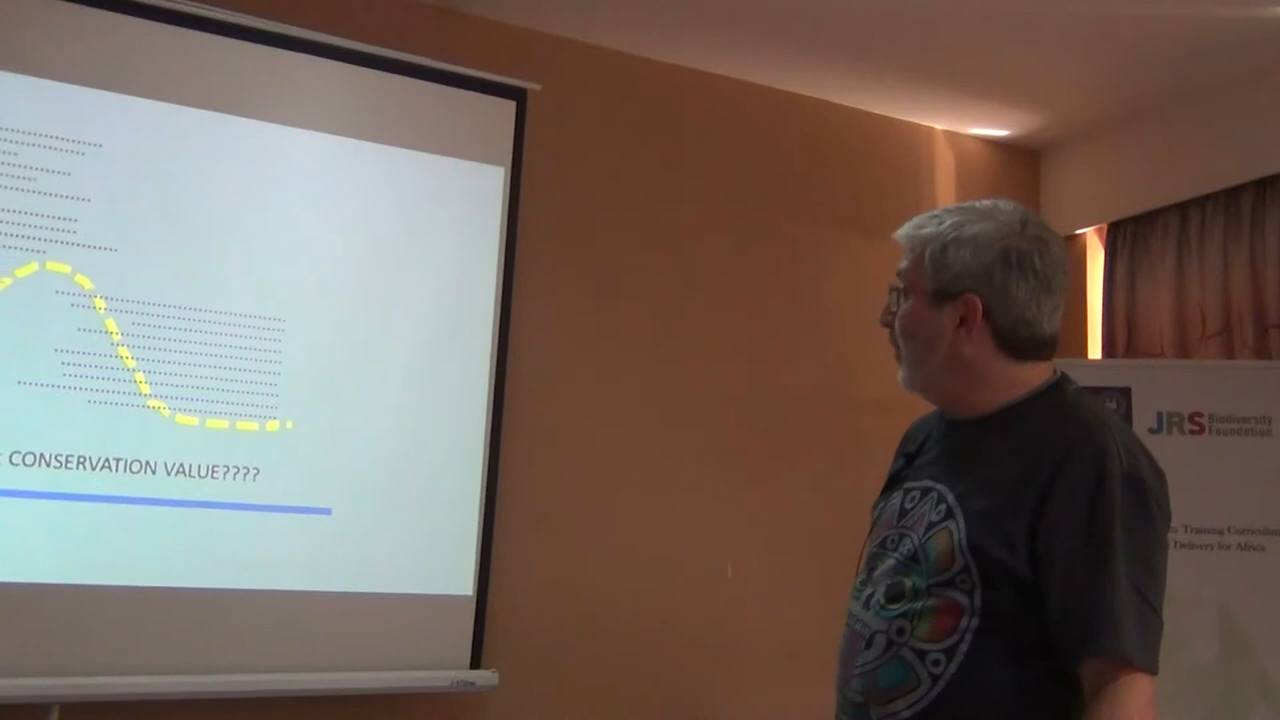 : CONSERVATION VALUE????
JRS Biodiversity
Foundation
Training Curriculum
Delivery for Africa